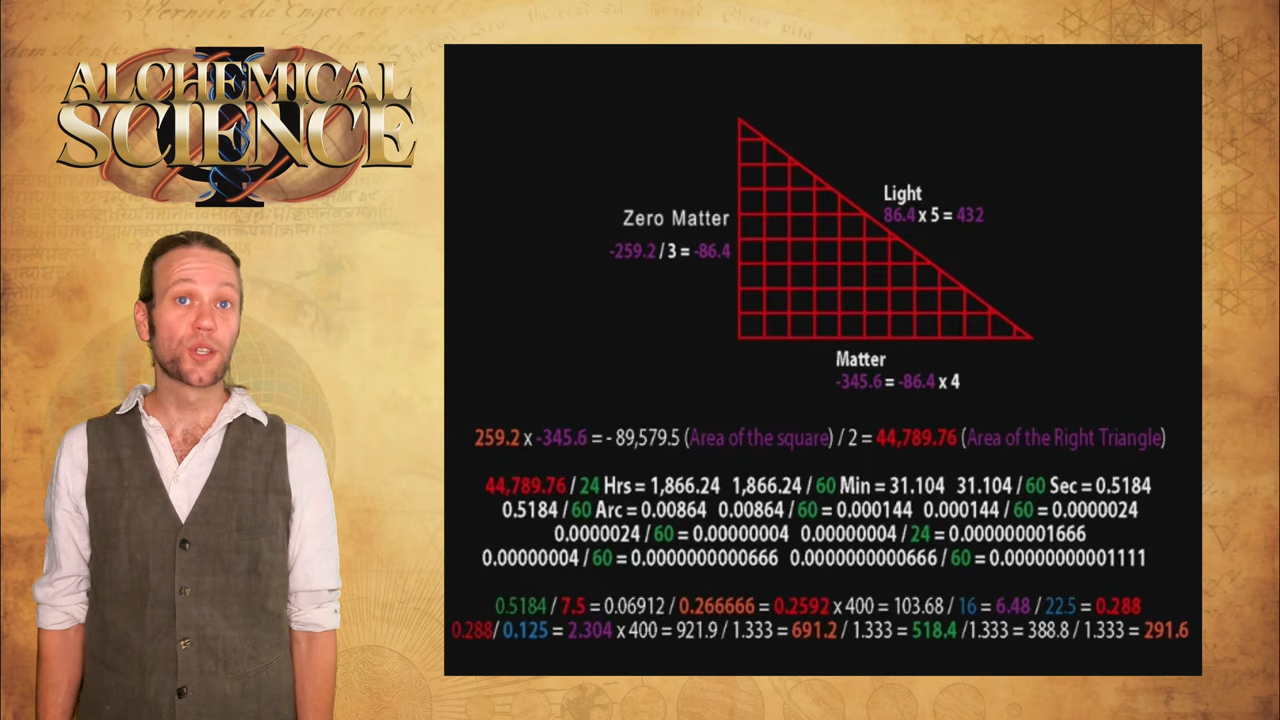 ALCHEMICAL
SCIENCE
Zero Matter
-259.2 / 3 = -86.4
Light
86.4 x 5 = 432
Matter
-345.6 = -86.4 x 4
259.2 x -345.6 = - 89,579.5 (Area of the square) / 2 = 44,789.76 (Area of the Right Triangle)
44,789.76 / 24 Hrs = 1,866.24 1,866.24 / 60 Min = 31.104 31.104 / 60 Sec = 0.5184
0.5184 / 60 Arc = 0.00864 0.00864 / 60 = 0.000144 0.000144 / 60 = 0.0000024
0.0000024 / 60 = 0.00000004 0.00000004 / 24 = 0.000000001666
0.00000004 / 60 = 0.0000000000666 0.0000000000666 / 60 = 0.00000000001111
0.5184 / 7.5 = 0.06912 / 0.266666 = 0.2592 x 400 = 103.68 / 16 = 6.48 / 22.5 = 0.288
0.288/ 0.125 = 2.304 x 400 = 921.9 / 1.333 = 691.2 / 1.333 = 518.4 /1.333 = 388.8 / 1.333 = 291.6